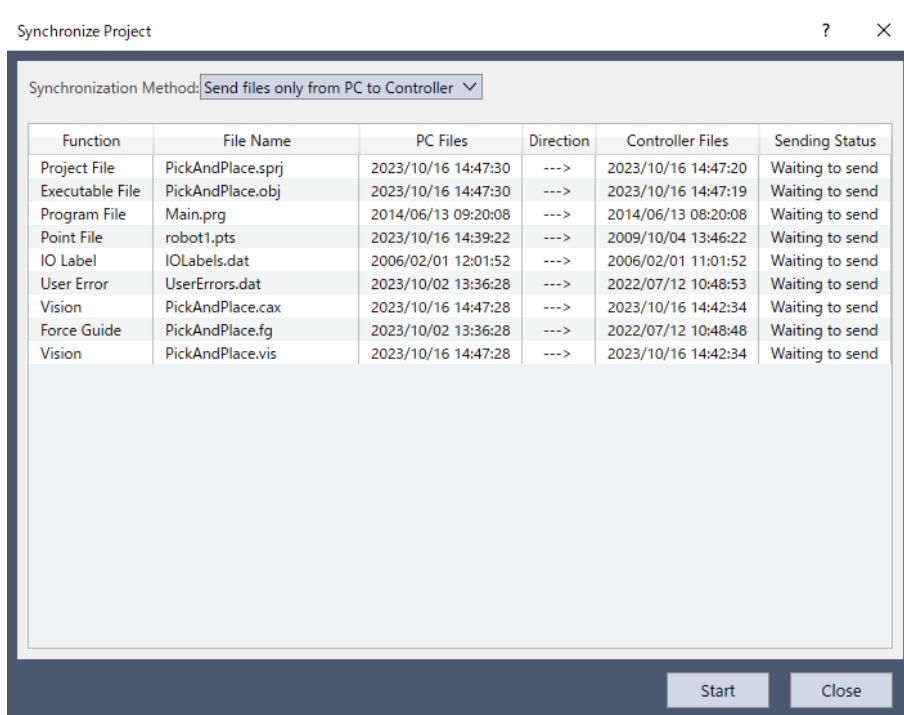 Synchronize Project ? ×
Synchronization Method: Send files only from PC to Controller
Function File Name PC Files Direction Controller Files Sending Status
Project File PickAndPlace.sprj 2023/10/16 14:47:30 ---> 2023/10/16 14:47:20 Waiting to send
Executable File PickAndPlace.obj 2023/10/16 14:47:30 ---> 2023/10/16 14:47:19 Waiting to send
Program File Main.prg 2014/06/13 09:20:08 ---> 2014/06/13 08:20:08 Waiting to send
Point File robot1.pts 2023/10/16 14:39:22 ---> 2009/10/04 13:46:22 Waiting to send
IO Label IOLabels.dat 2006/02/01 12:01:52 ---> 2006/02/01 11:01:52 Waiting to send
User Error UserErrors.dat 2023/10/02 13:36:28 ---> 2022/07/12 10:48:53 Waiting to send
Vision PickAndPlace.cax 2023/10/16 14:47:28 ---> 2023/10/16 14:42:34 Waiting to send
Force Guide PickAndPlace.fg 2023/10/02 13:36:28 ---> 2022/07/12 10:48:48 Waiting to send
Vision PickAndPlace.vis 2023/10/16 14:47:28 ---> 2023/10/16 14:42:34 Waiting to send
Start Close